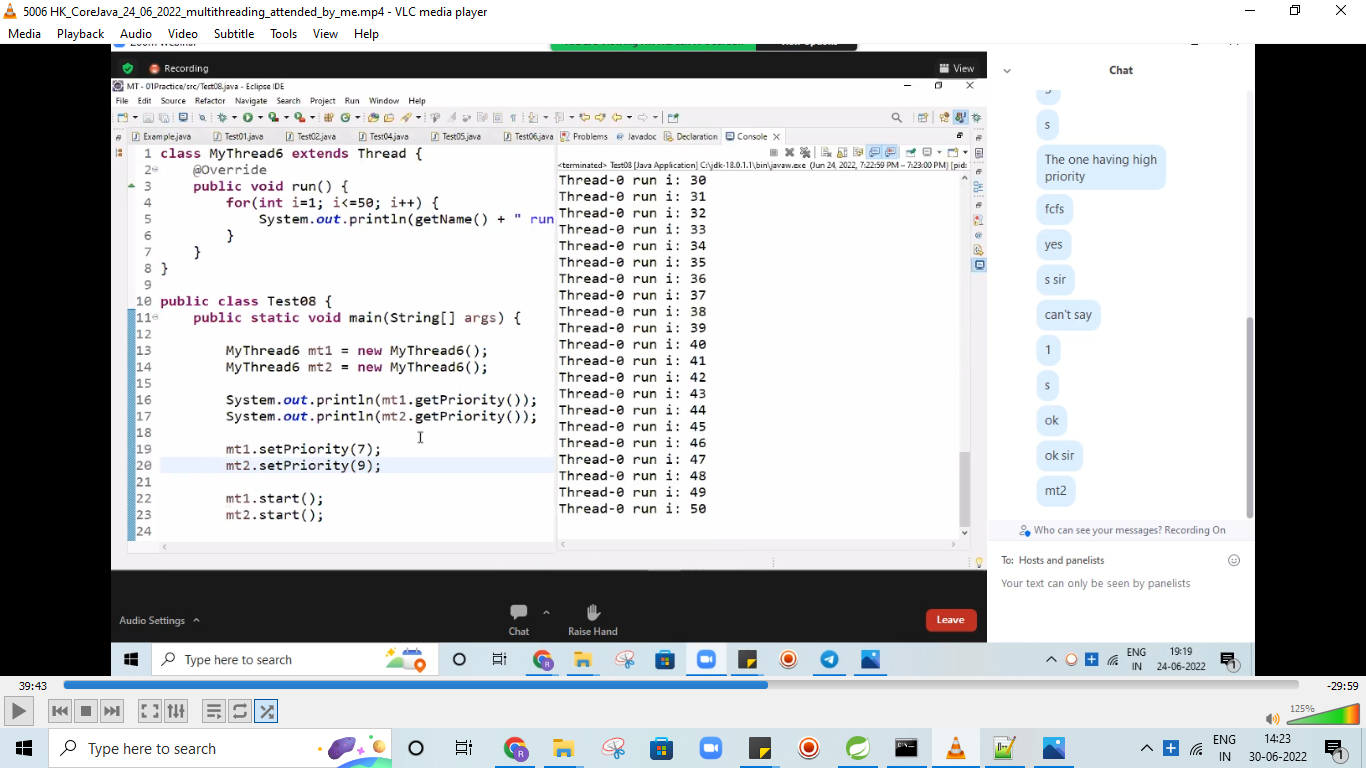 5006 HK_CoreJava_24_06_2022_multithreading_attended_by_me.mp4 - VLC media player
Media Playback Audio Video Subtitle Tools View Help
Recording
View
MT - 01Practice/src/Test08.java - Eclipse IDE
File Edit Source Refactor Navigate Search Project Run Window Help
Example.java Test01.java Test02.java Test04.java Test05.java Test06.java Problems Javadoc Declaration Console
1 class MyThread6 extends Thread {
2 @Override
3 public void run() {
4 for(int i=1; i<=50; i++) {
5 System.out.println(getName() + " run
6 }
7 }
8 }
9
10 public class Test08 {
11 public static void main(String[] args) {
12
13 MyThread6 mt1 = new MyThread6();
14 MyThread6 mt2 = new MyThread6();
15
16 System.out.println(mt1.getPriority());
17 System.out.println(mt2.getPriority());
18
19 mt1.setPriority(7);
20 mt2.setPriority(9);
21
22 mt1.start();
23 mt2.start();
24
<terminated> Test08 [Java Application] C:\jdk-18.0.1.1\bin\javaw.exe (Jun 24, 2022, 7:22:59 PM – 7:23:00 PM) [pid:
Thread-0 run i: 30
Thread-0 run i: 31
Thread-0 run i: 32
Thread-0 run i: 33
Thread-0 run i: 34
Thread-0 run i: 35
Thread-0 run i: 36
Thread-0 run i: 37
Thread-0 run i: 38
Thread-0 run i: 39
Thread-0 run i: 40
Thread-0 run i: 41
Thread-0 run i: 42
Thread-0 run i: 43
Thread-0 run i: 44
Thread-0 run i: 45
Thread-0 run i: 46
Thread-0 run i: 47
Thread-0 run i: 48
Thread-0 run i: 49
Thread-0 run i: 50
Chat
s
The one having high
priority
fcfs
yes
s sir
can't say
1
s
ok
ok sir
mt2
Who can see your messages? Recording On
To: Hosts and panelists
Your text can only be seen by panelists
Audio Settings
Chat
Raise Hand
Leave
Type here to search
ENG
IN
19:19
24-06-2022
1
39:43
-29:59
125%
Type here to search
ENG
IN
14:23
30-06-2022
1